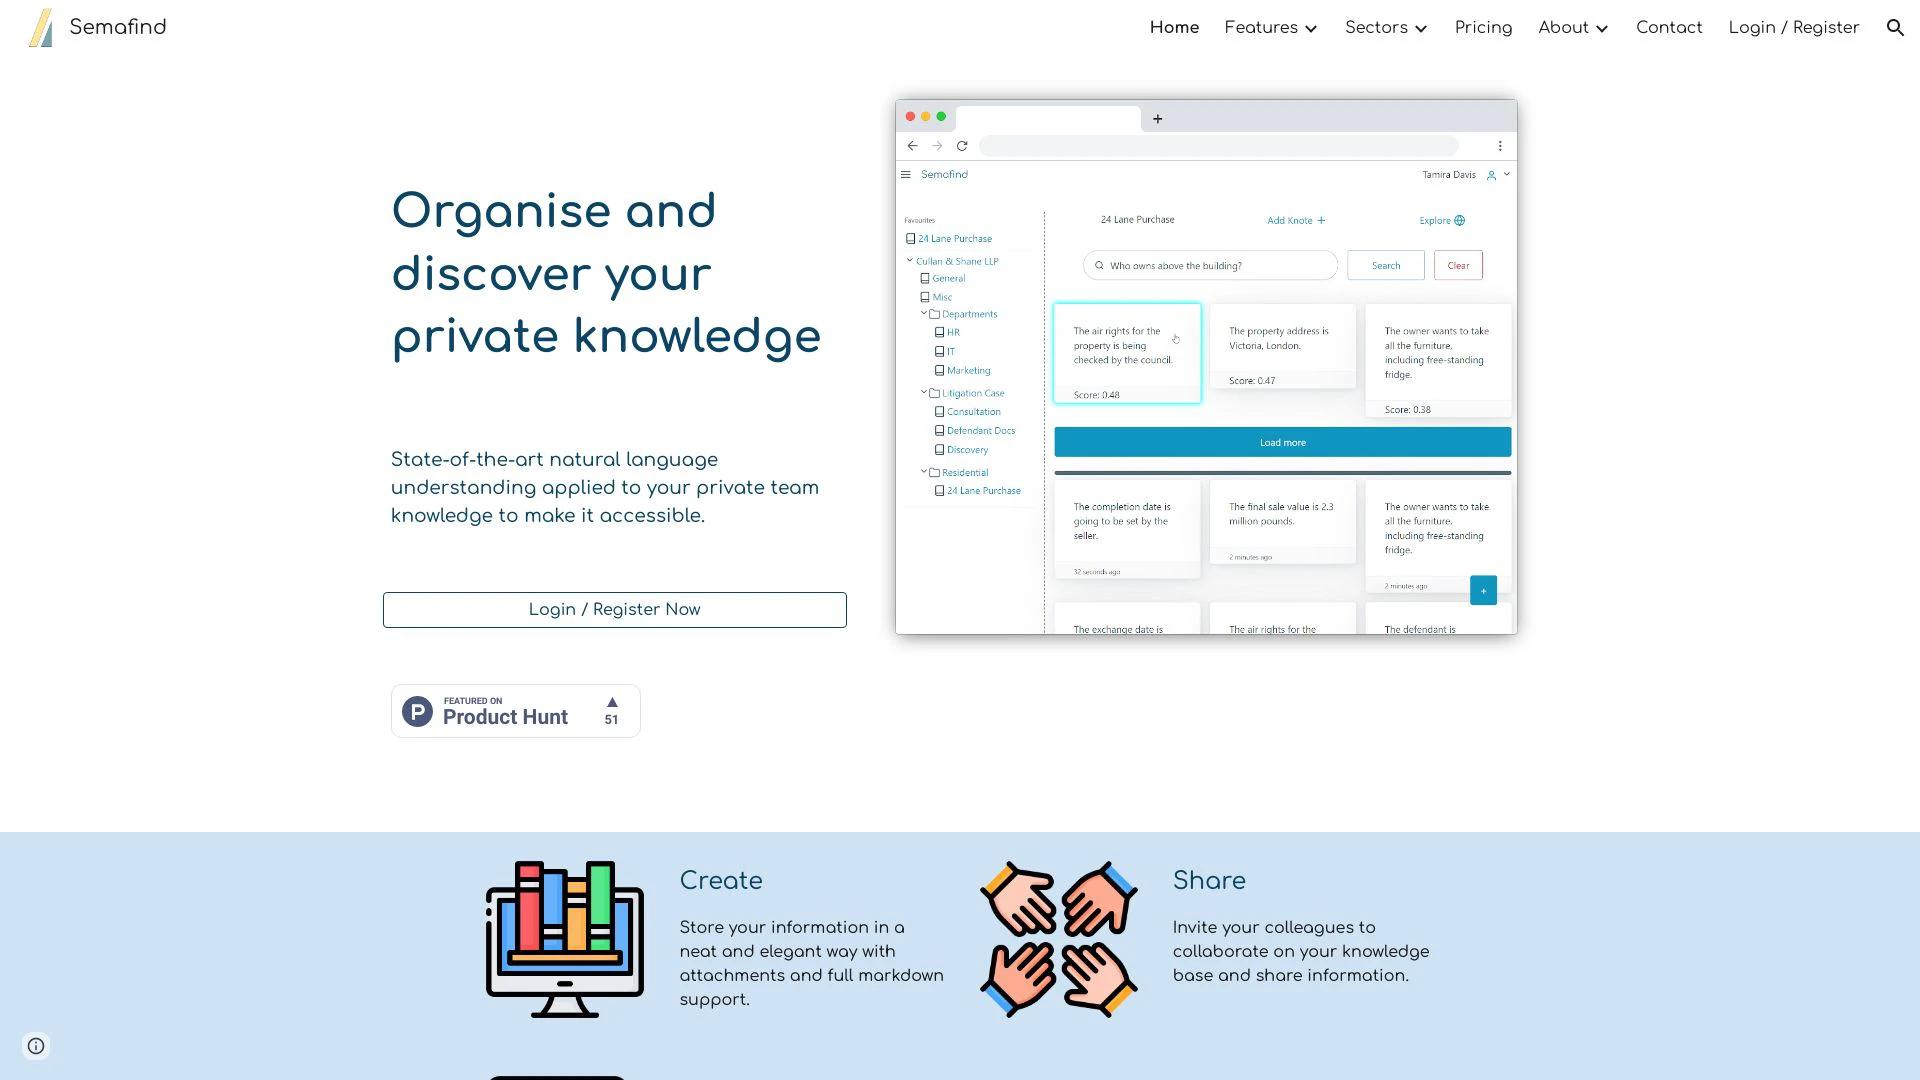 Semafind
Home
Features
Sectors
Pricing
About
Contact
Login / Register
Organise and
discover your
private knowledge
State-of-the-art natural language
understanding applied to your private team
knowledge to make it accessible.
Login / Register Now
P
FEATURED ON
Product Hunt
51
Semafind
Tamira Davis
Favourites
24 Lane Purchase
Cullan & Shane LLP
General
Misc
Departments
HR
IT
Marketing
Litigation Case
Consultation
Defendant Docs
Discovery
Residential
24 Lane Purchase
24 Lane Purchase
Add Knote +
Explore
Who owns above the building?
Search
Clear
The air rights for the
property is being
checked by the council.
Score: 0.48
The property address is
Victoria, London.
Score: 0.47
The owner wants to take
all the furniture,
including free-standing
fridge.
Score: 0.38
Load more
The completion date is
going to be set by the
seller.
32 seconds ago
The final sale value is 2.3
million pounds.
2 minutes ago
The owner wants to take
all the furniture,
including free-standing
fridge.
2 minutes ago
+
The exchange date is
The air rights for the
The defendant is
Create
Store your information in a
neat and elegant way with
attachments and full markdown
support.
Share
Invite your colleagues to
collaborate on your knowledge
base and share information.